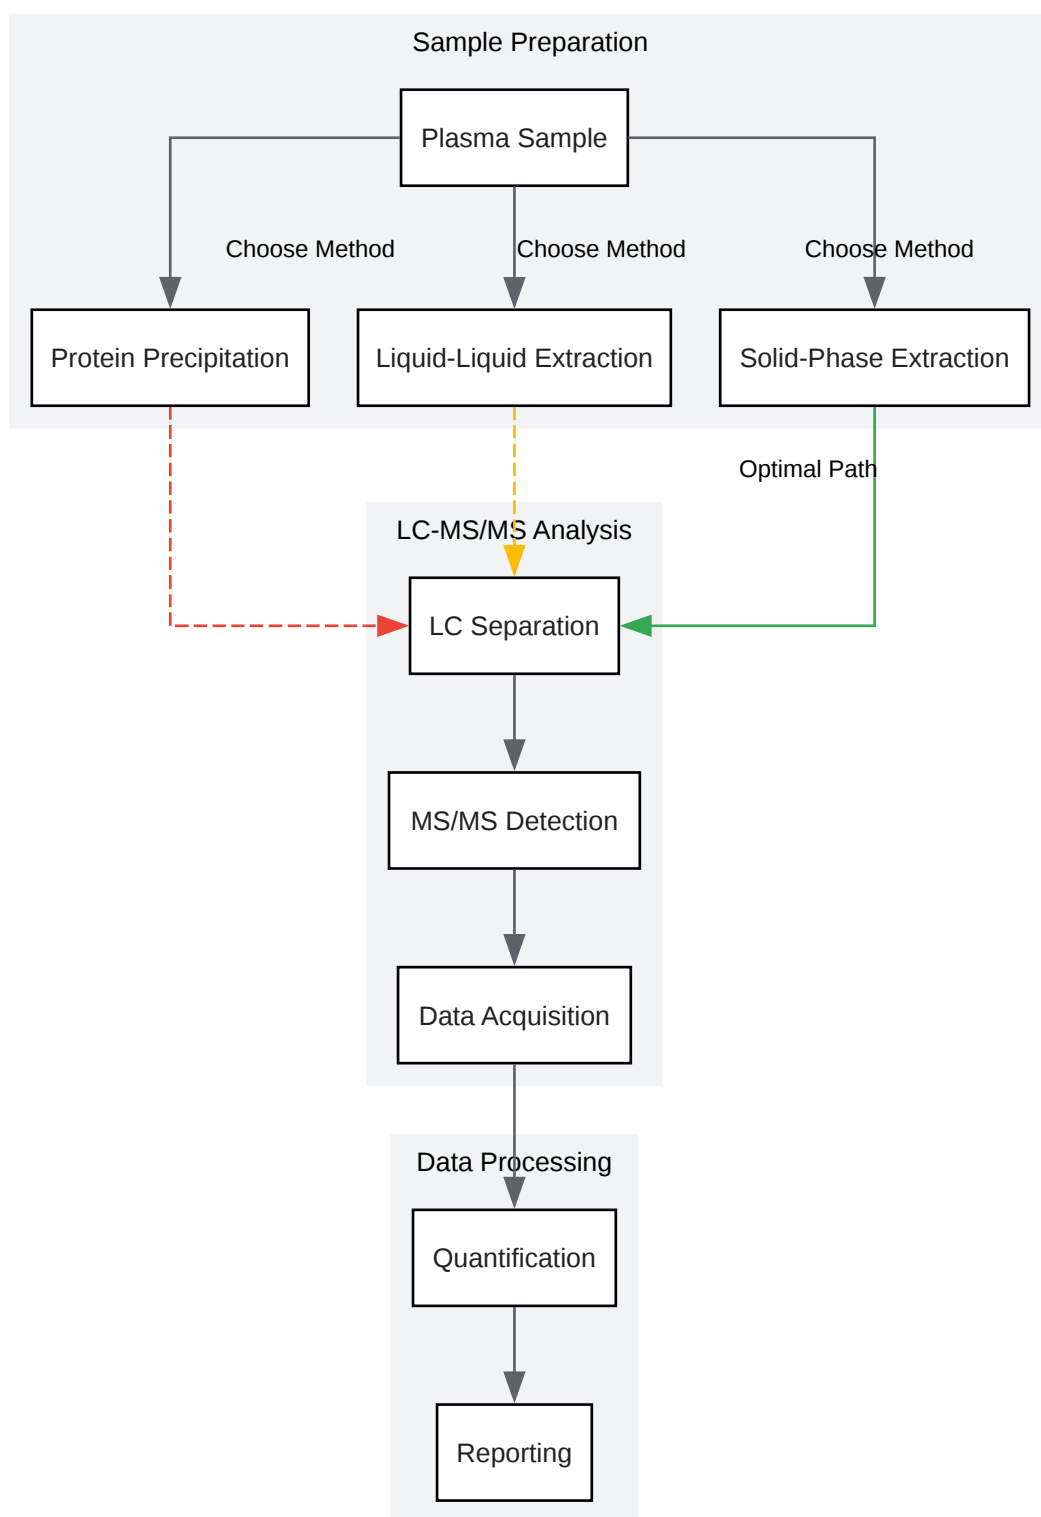 Sample Preparation
Plasma Sample
Choose Method
Choose Method
Choose Method
Protein Precipitation
Liquid-Liquid Extraction
Solid-Phase Extraction
Optimal Path
LC-MS/MS Analysis
LC Separation
MS/MS Detection
Data Acquisition
Data Processing
Quantification
Reporting